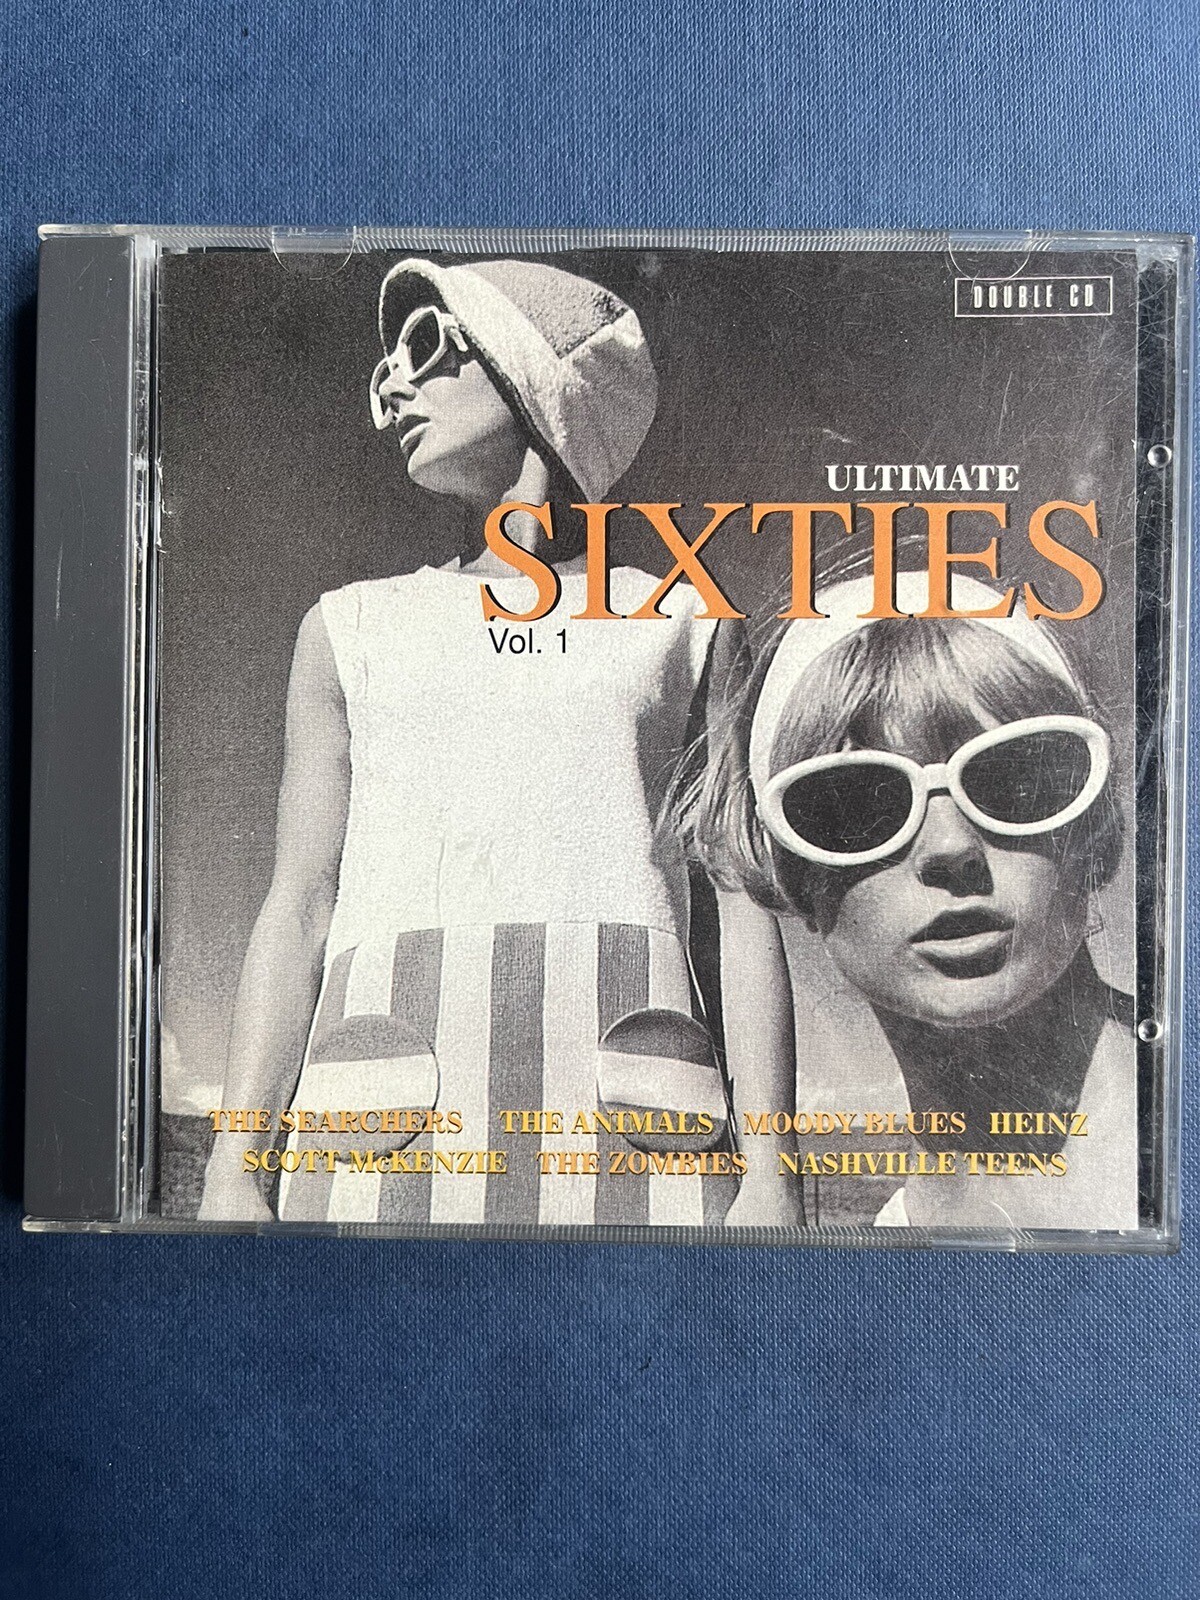 DOUBLE CD
ULTIMATE
SIXTIES
Vol. 1
THE SEARCHERS THE ANIMALS MOODY BLUES HEINZ
SCOTT McKENZIE THE ZOMBIES NASHVILLE TEENS